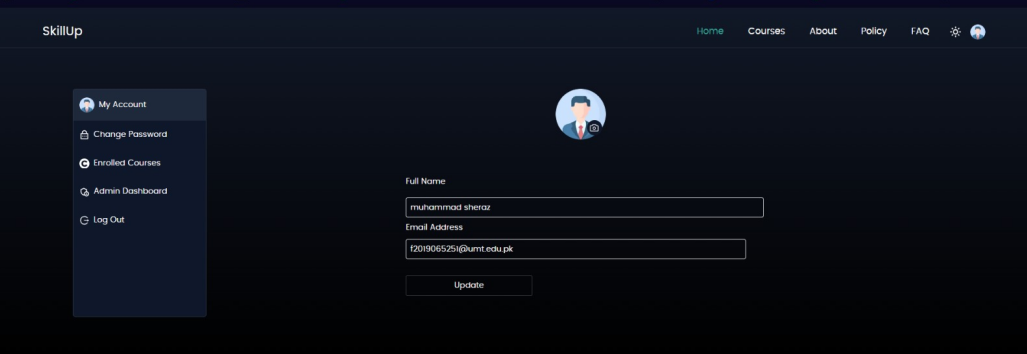 SkillUp
Home Courses About Policy FAQ
My Account
Change Password
Enrolled Courses
Admin Dashboard
Log Out
Full Name
muhammad sheraz
Email Address
f2019065251@umt.edu.pk
Update